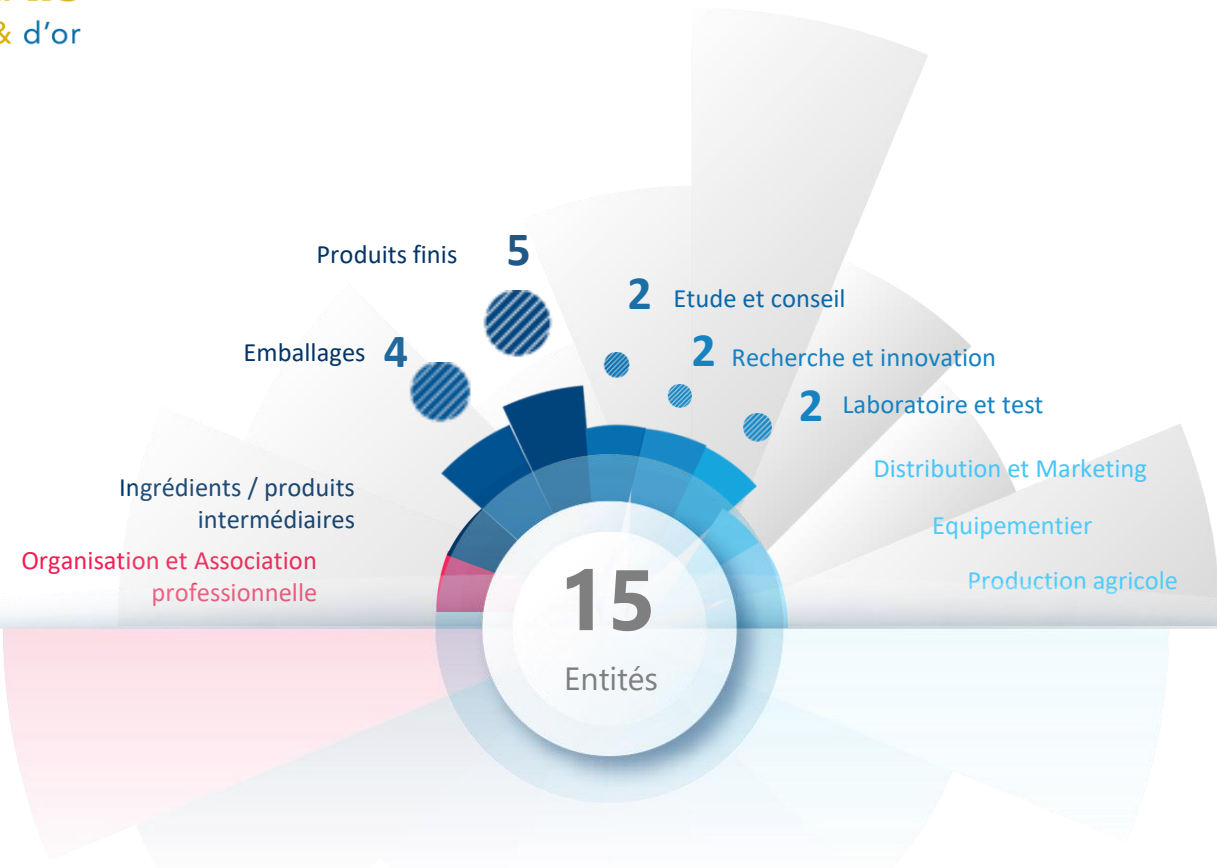 & d'or
Produits finis 5
2 Etude et conseil
Emballages 4
2 Recherche et innovation
2 Laboratoire et test
Distribution et Marketing
Ingrédients / produits
intermédiaires
Equipementier
Organisation et Association
professionnelle
Production agricole
15
Entités